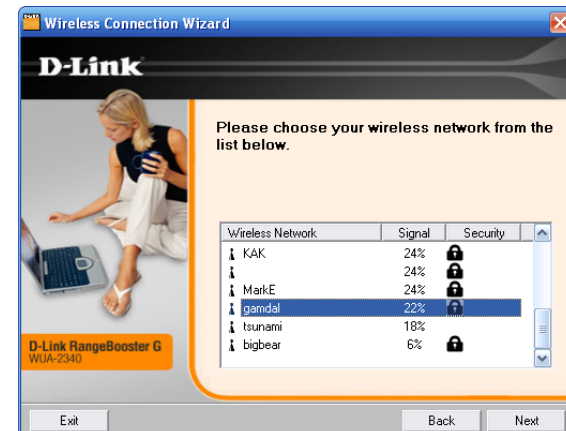 Wireless Connection Wizard
D-Link
Please choose your wireless network from the
list below.
Wireless Network Signal Security
KAK 24%
24%
MarkE 24%
gamdal 22%
tsunami 18%
bigbear 6%
D-Link RangeBooster G
WUA-2340
Exit Back Next